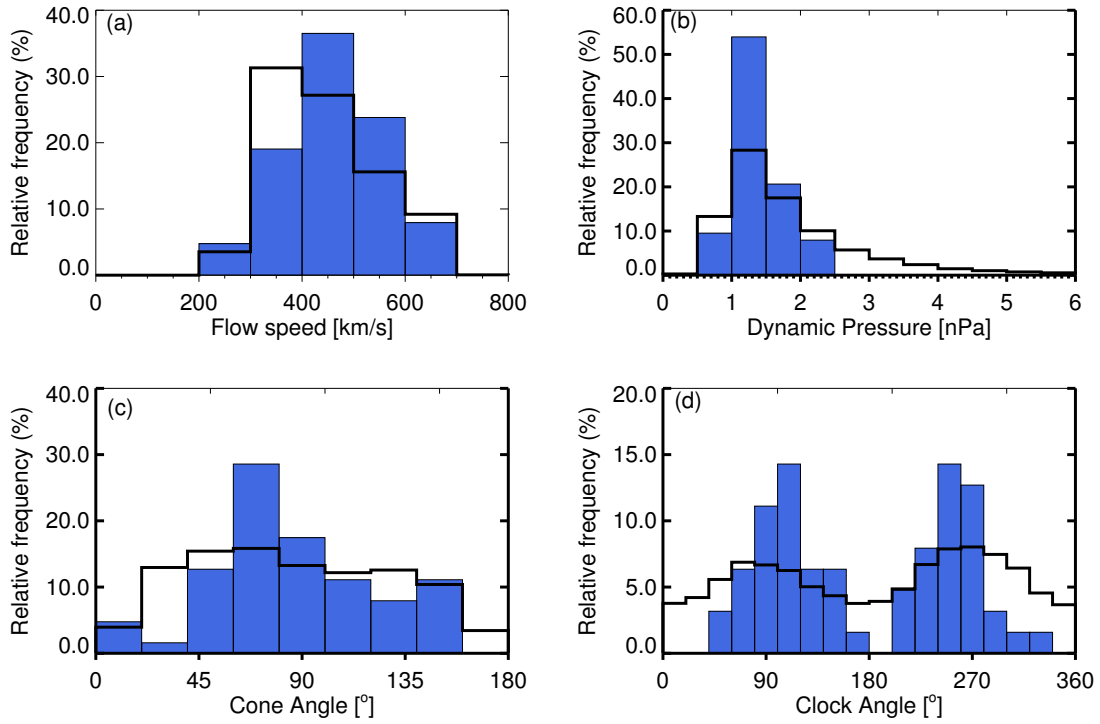 (a)
Relative frequency (%)
40.0
30.0
20.0
10.0
0.0
0 200 400 600 800
Flow speed [km/s]
(b)
Relative frequency (%)
60.0
50.0
40.0
30.0
20.0
10.0
0.0
0 1 2 3 4 5 6
Dynamic Pressure [nPa]
(c)
Relative frequency (%)
40.0
30.0
20.0
10.0
0.0
0 45 90 135 180
Cone Angle [°]
(d)
Relative frequency (%)
20.0
15.0
10.0
5.0
0.0
0 90 180 270 360
Clock Angle [°]